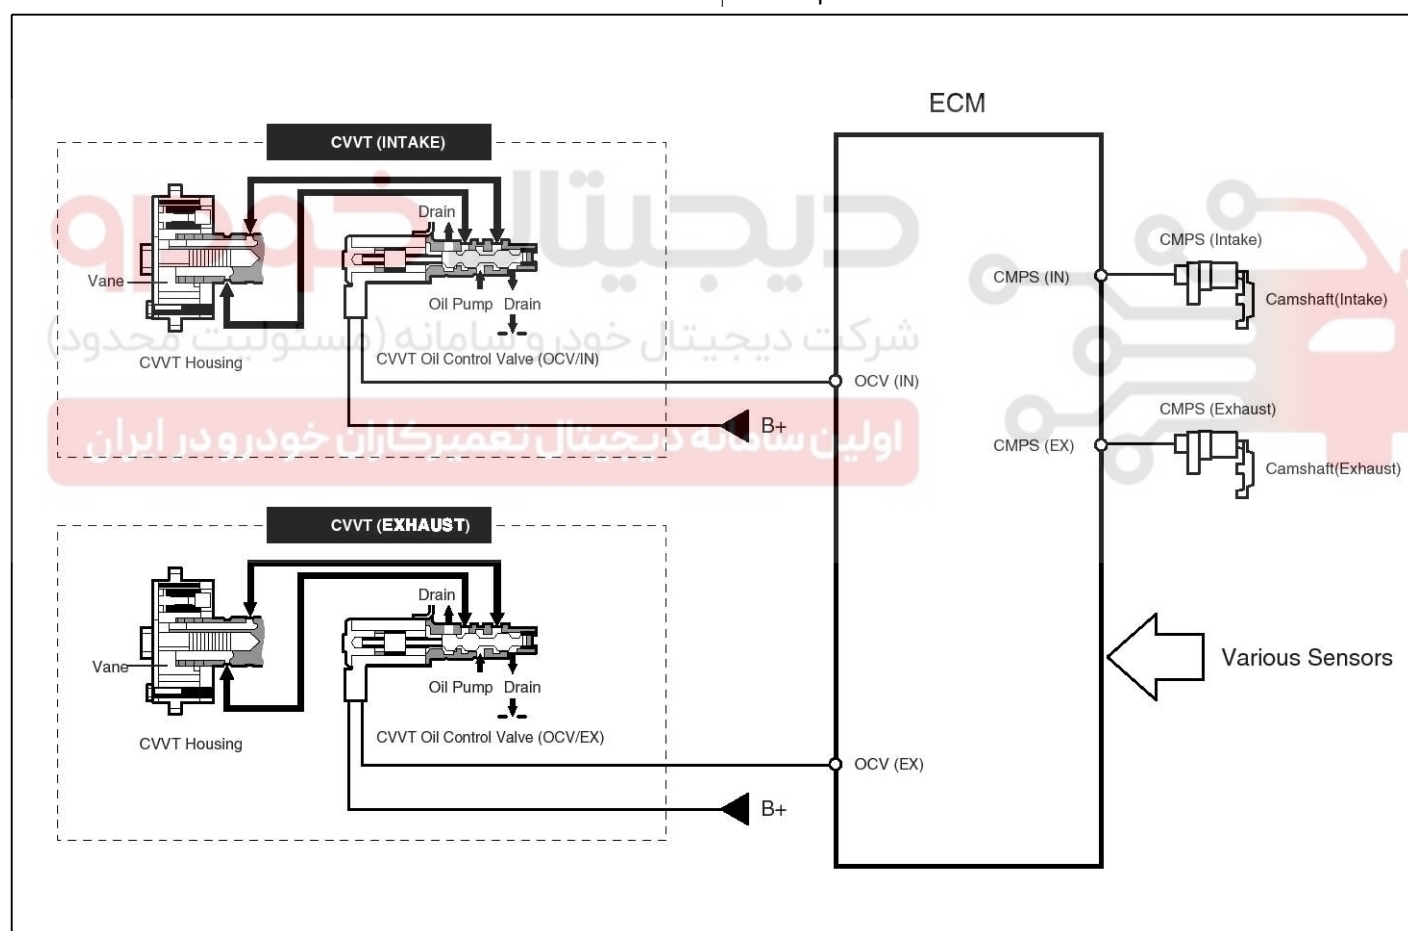 ECM
CVVT (INTAKE)
Drain
Vane
Oil Pump Drain
CVVT Housing
CVVT Oil Control Valve (OCV/IN)
OCV (IN)
B+
CMPS (Intake)
CMPS (IN)
Camshaft(Intake)
CMPS (Exhaust)
CMPS (EX)
Camshaft(Exhaust)
دیجیتال خودرو
شرکت دیجیتال خودرو سامانه (مسئولیت محدود)
اولین سامانه دیجیتال تعمیرکاران خودرو در ایران
CVVT (EXHAUST)
Drain
Vane
Oil Pump Drain
CVVT Housing
CVVT Oil Control Valve (OCV/EX)
OCV (EX)
B+
Various Sensors